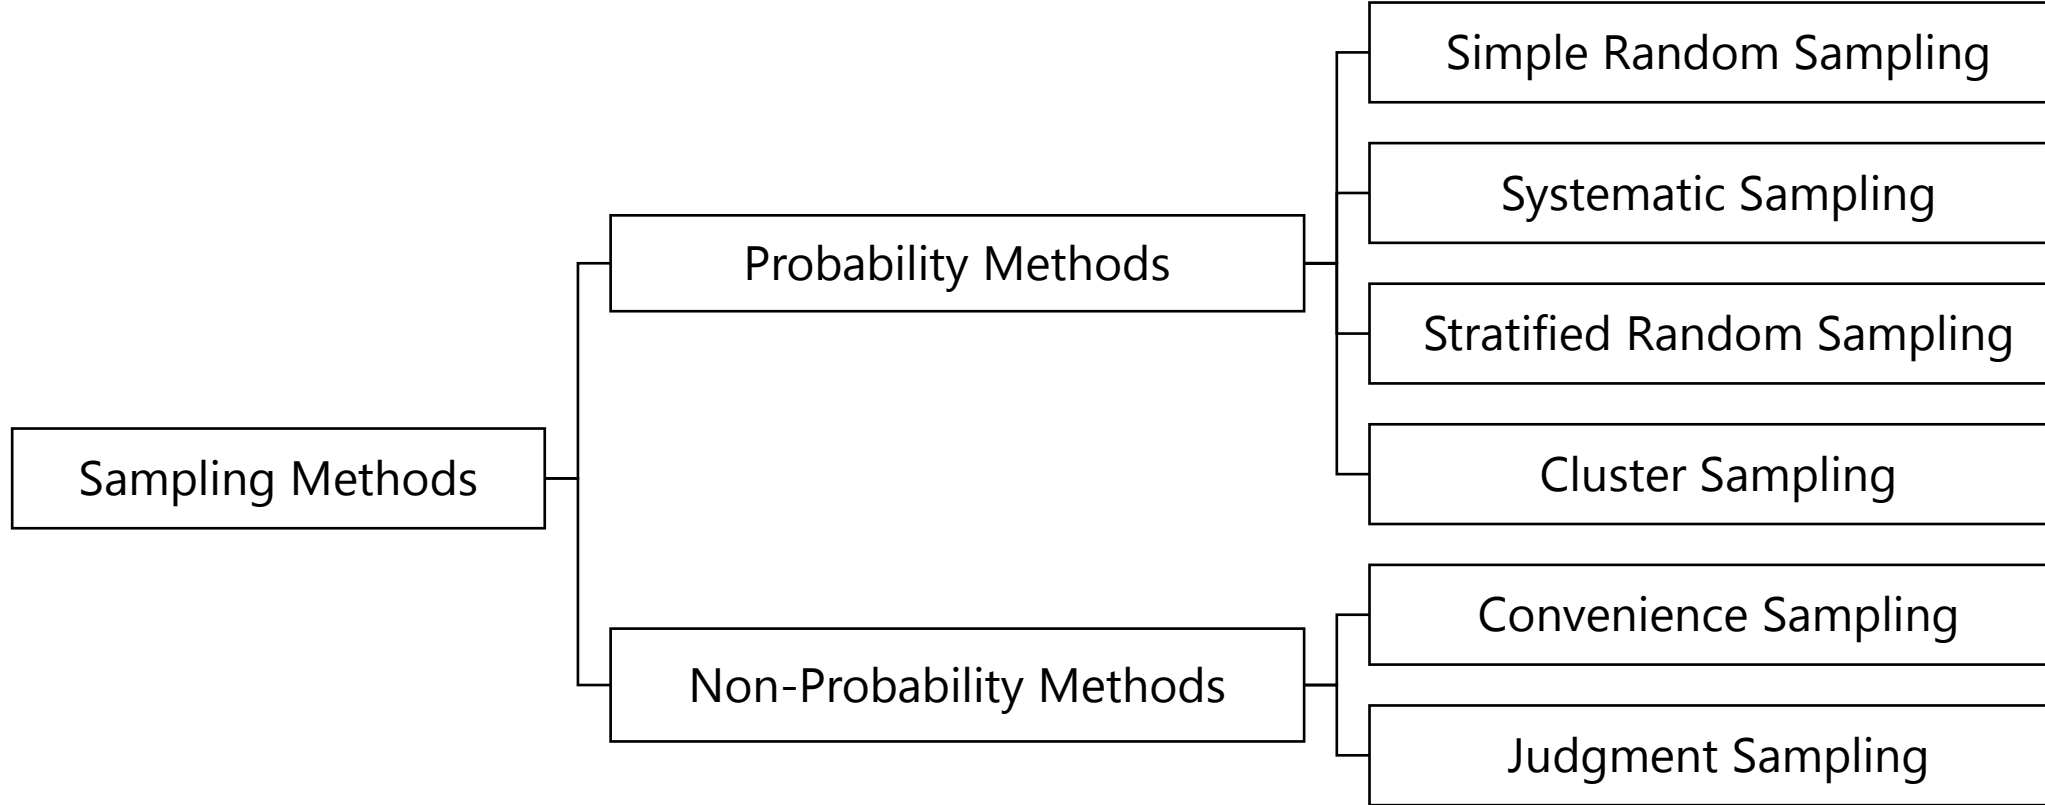 Sampling Methods
Probability Methods
Simple Random Sampling
Systematic Sampling
Stratified Random Sampling
Cluster Sampling
Non-Probability Methods
Convenience Sampling
Judgment Sampling